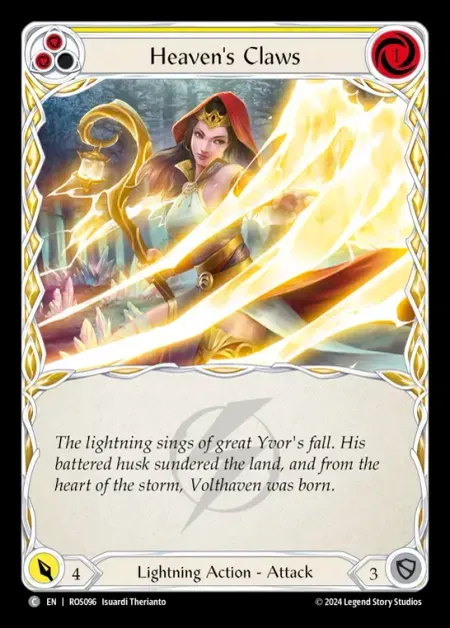 Heaven's Claws
1
The lightning sings of great Yvor's fall. His
battered husk sundered the land, and from the
heart of the storm, Volthaven was born.
4
Lightning Action - Attack
3
C EN | ROS096 Isuardi Therianto
© 2024 Legend Story Studios